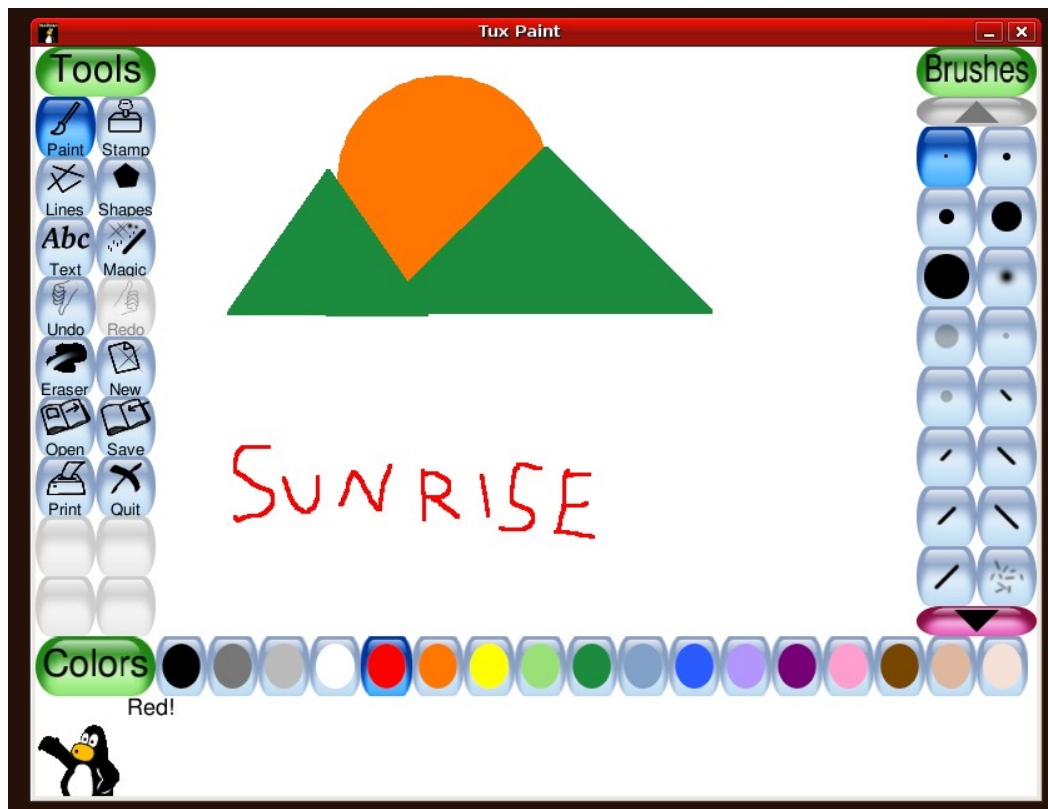 Tux Paint
Tools
Brushes
Paint Stamp
Lines Shapes
Abc
Text Magic
Undo Redo
Eraser New
Open Save
Print Quit
SUNRISE
Colors
Red!